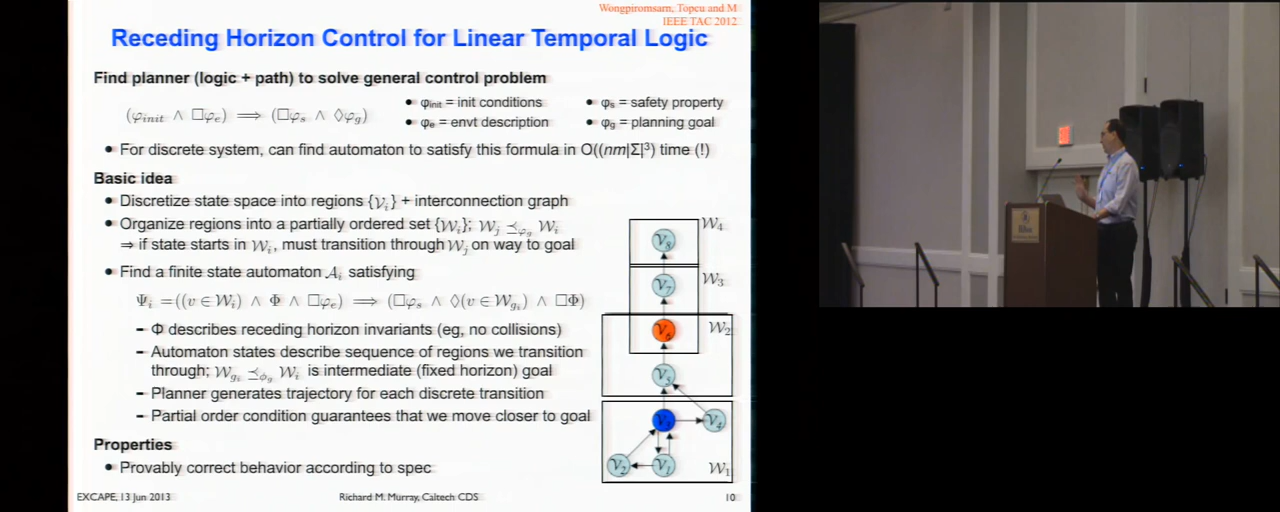 Wongpiromsarn, Topcu and M
IEEE TAC 2012
Receding Horizon Control for Linear Temporal Logic
Find planner (logic + path) to solve general control problem
(φinit ∧ □φe) ⟹ (□φs ∧ ◊φg)
• φinit = init conditions
• φs = safety property
• φe = envt description
• φg = planning goal
• For discrete system, can find automaton to satisfy this formula in O((nm|Σ|³) time (!)
Basic idea
• Discretize state space into regions {𝒱i} + interconnection graph
• Organize regions into a partially ordered set {𝒲i}; 𝒲j ⪯φg 𝒲i
⇒ if state starts in 𝒲i, must transition through 𝒲j on way to goal
• Find a finite state automaton 𝒜i satisfying
Ψi =((v ∈ 𝒲i) ∧ Φ ∧ □φe) ⟹ (□φs ∧ ◊(v ∈ 𝒲gi) ∧ □Φ)
– Φ describes receding horizon invariants (eg, no collisions)
– Automaton states describe sequence of regions we transition
through; 𝒲gi ⪯φg 𝒲i is intermediate (fixed horizon) goal
– Planner generates trajectory for each discrete transition
– Partial order condition guarantees that we move closer to goal
Properties
• Provably correct behavior according to spec
𝒱8
𝒲4
𝒱7
𝒲3
𝒱6
𝒲2
𝒱5
𝒱4
𝒱2
𝒱1
𝒲1
EXCAPE, 13 Jun 2013
Richard M. Murray, Caltech CDS
10